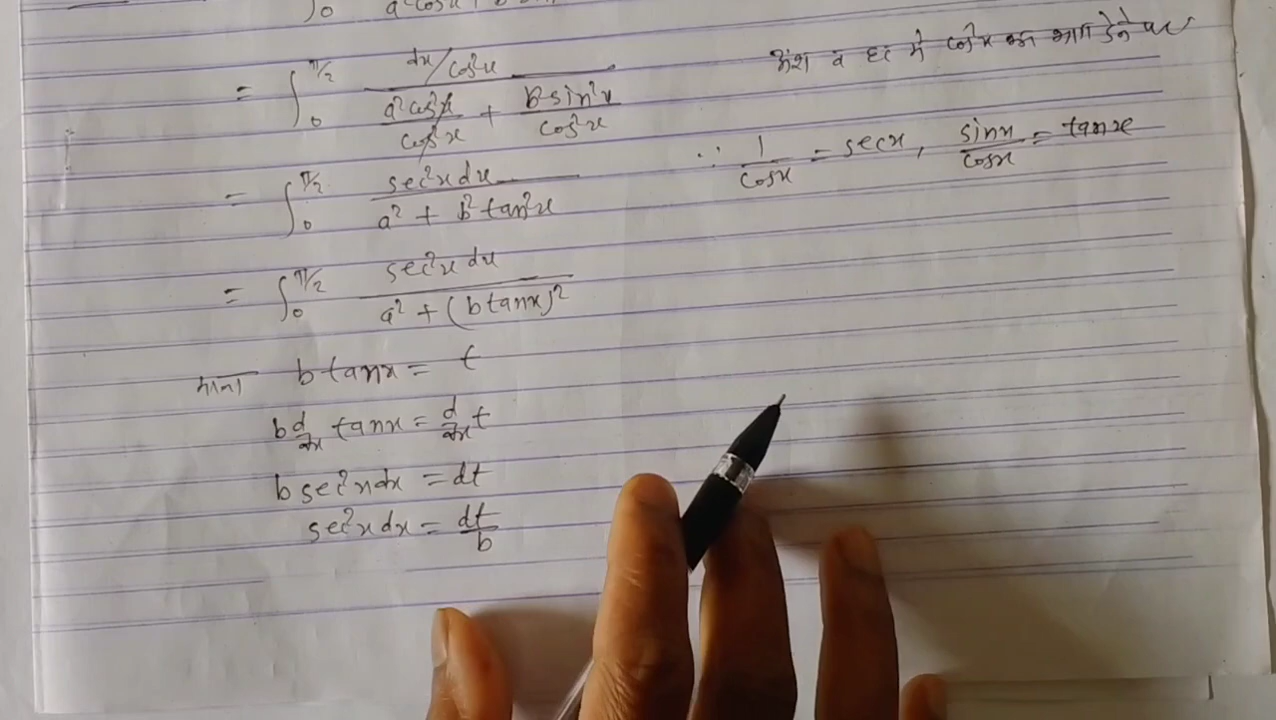 ∫₀ a²cos²x +
= ∫₀^π/2 (dx/cos²x) / (a²cos²x/cos²x + b²sin²x/cos²x) अंश व हर में cos²x का भाग देने पर
= ∫₀^π/2 sec²x dx / (a² + b²tan²x) ∵ 1/cosx = secx, sinx/cosx = tanx
= ∫₀^π/2 sec²x dx / (a² + (b tanx)²)
माना b tanx = t
b d/dx tanx = d/dx t
b sec²x dx = dt
sec²x dx = dt/b